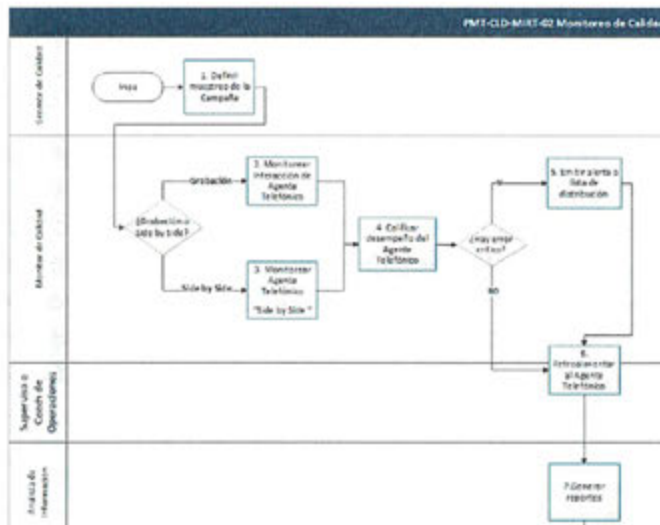 PMT-CLD-MIRT-02 Monitoreo de Calidad
Gerente de Calidad
Inicio
1. Definir
muestreo de la
Campaña
Monitor de Calidad
¿Grabación o
side by side?
Grabación
2. Monitorear
interacción de
Agente
Telefónico
Side by Side
3. Monitorear
Agente
Telefónico
"Side by Side"
4. Calificar
desempeño del
Agente
Telefónico
¿Hay error
crítico?
NO
5. Emitir alerta a
lista de
distribución
6.
Retroalimentar
al Agente
Telefónico
Supervisor o
Coach de
Operaciones
Analista de
Información
7.Generar
reportes